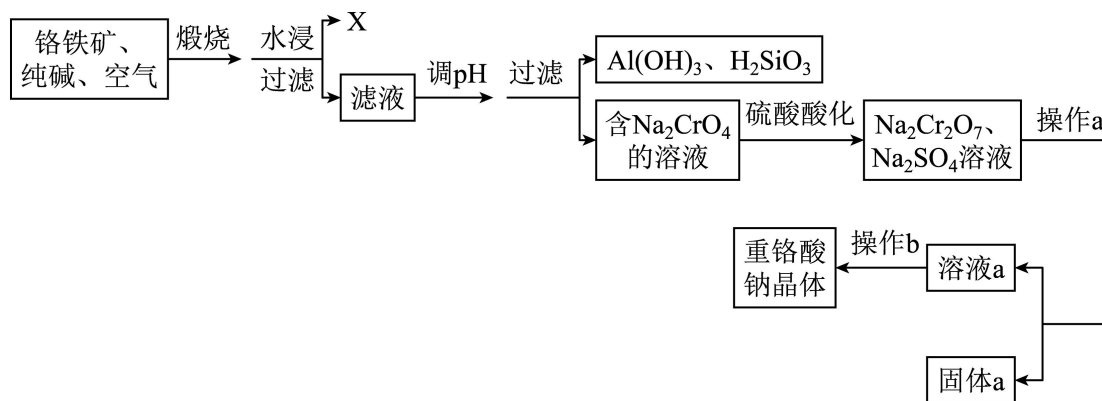 铬铁矿、
纯碱、空气
煅烧
水浸
过滤
X
滤液
调pH
过滤
Al(OH)₃、H₂SiO₃
含Na₂CrO₄
的溶液
硫酸酸化
Na₂Cr₂O₇、
Na₂SO₄溶液
操作a
重铬酸
钠晶体
操作b
溶液a
固体a